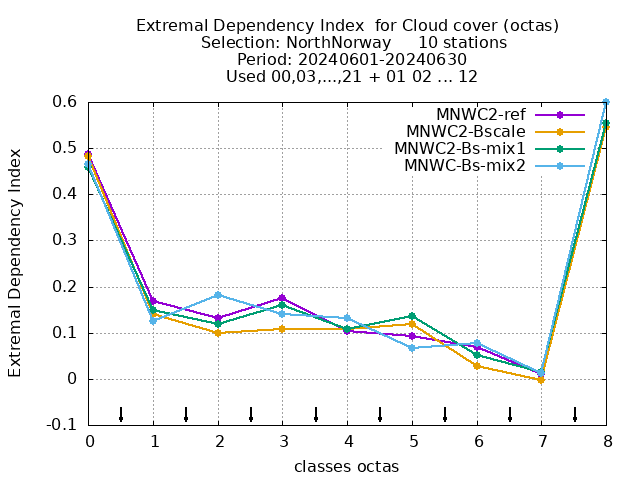 Extremal Dependency Index  for Cloud cover (octas)
Selection: NorthNorway     10 stations
Period: 20240601-20240630
Used 00,03,...,21 + 01 02 ... 12
MNWC2-ref
MNWC2-Bscale
MNWC2-Bs-mix1
MNWC-Bs-mix2
Extremal Dependency Index
0.6
0.5
0.4
0.3
0.2
0.1
0
-0.1
0 1 2 3 4 5 6 7 8
classes octas